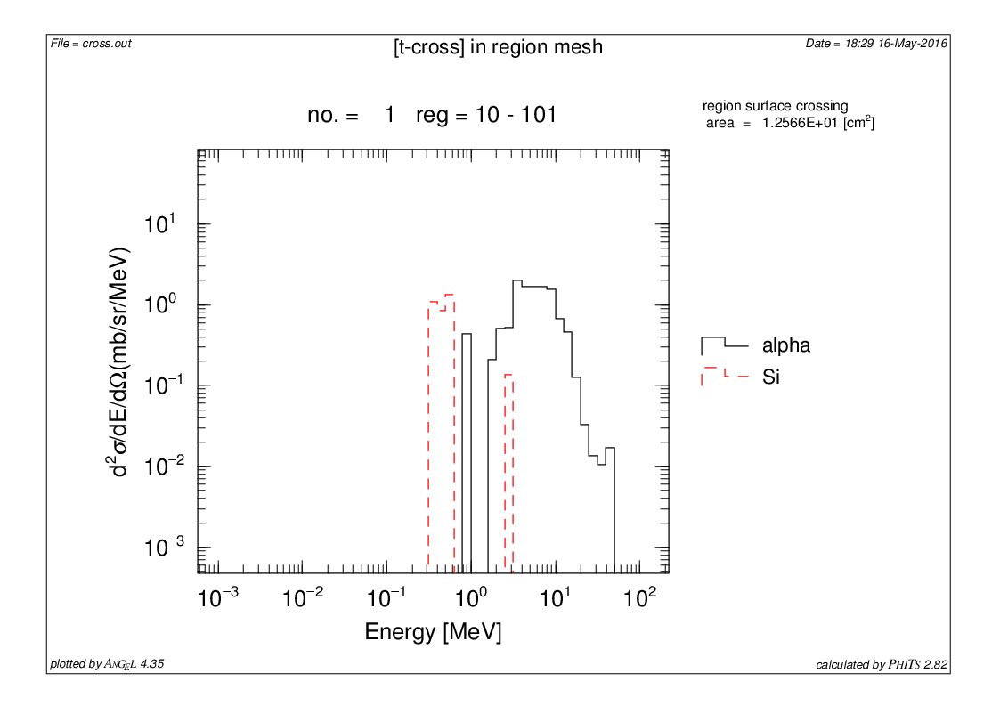 File = cross.out
[t-cross] in region mesh
Date = 18:29 16-May-2016
no. = 1 reg = 10 - 101
region surface crossing
area = 1.2566E+01 [cm²]
d²σ/dE/dΩ(mb/sr/MeV)
10¹
10⁰
10⁻¹
10⁻²
10⁻³
alpha
Si
10⁻³ 10⁻² 10⁻¹ 10⁰ 10¹ 10²
Energy [MeV]
plotted by ANGEL 4.35
calculated by PHITS 2.82